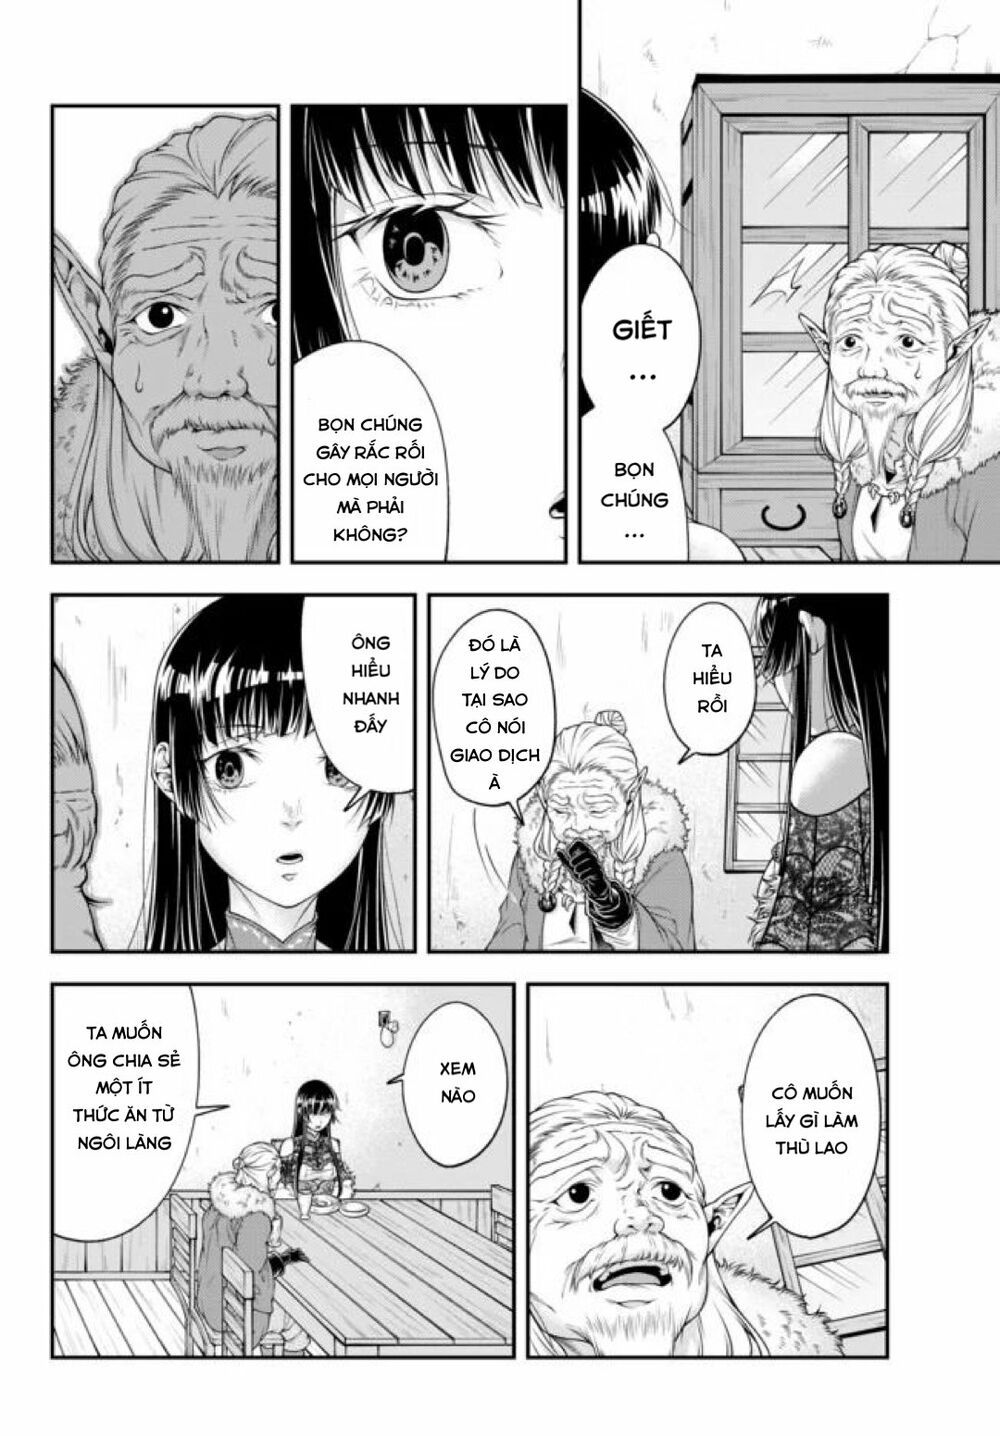 GIẾT
...
BỌN
CHÚNG
...
BỌN CHÚNG
GÂY RẮC RỐI
CHO MỌI NGƯỜI
MÀ PHẢI
KHÔNG?
TA
HIỂU
RỒI
ĐÓ LÀ
LÝ DO
TẠI SAO
CÔ NÓI
GIAO DỊCH
À
ÔNG
HIỂU
NHANH
ĐẤY
CÔ MUỐN
LẤY GÌ LÀM
THÙ LAO
XEM
NÀO
TA MUỐN
ÔNG CHIA SẺ
MỘT ÍT
THỨC ĂN TỪ
NGÔI LÀNG